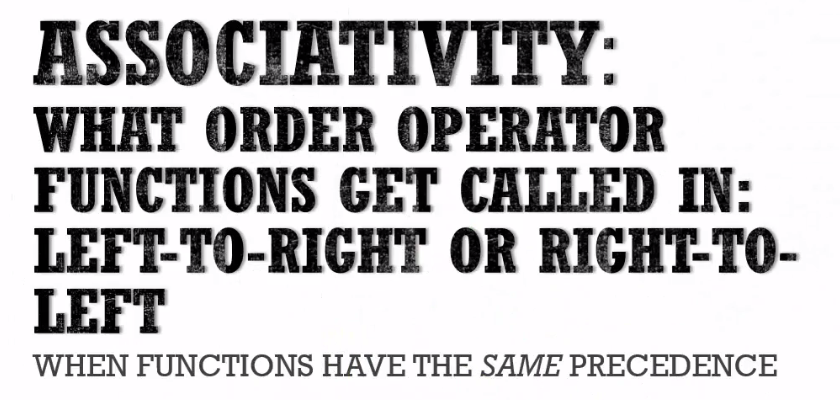 ASSOCIATIVITY:
WHAT ORDER OPERATOR
FUNCTIONS GET CALLED IN:
LEFT-TO-RIGHT OR RIGHT-TO-
LEFT
WHEN FUNCTIONS HAVE THE SAME PRECEDENCE